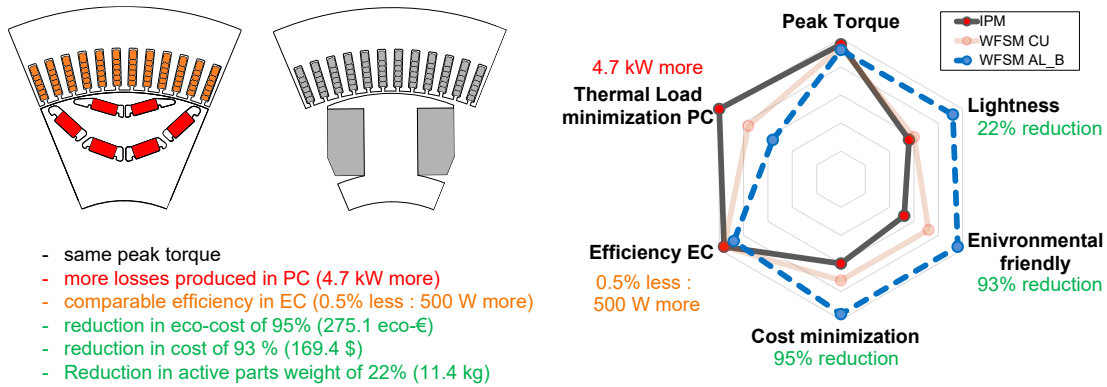 - same peak torque
- more losses produced in PC (4.7 kW more)
- comparable efficiency in EC (0.5% less : 500 W more)
- reduction in eco-cost of 95% (275.1 eco-€)
- reduction in cost of 93 % (169.4 $)
- Reduction in active parts weight of 22% (11.4 kg)
Peak Torque
IPM
WFSM CU
WFSM AL_B
4.7 kW more
Thermal Load
minimization PC
Lightness
22% reduction
Efficiency EC
0.5% less :
500 W more
Enivronmental
friendly
93% reduction
Cost minimization
95% reduction